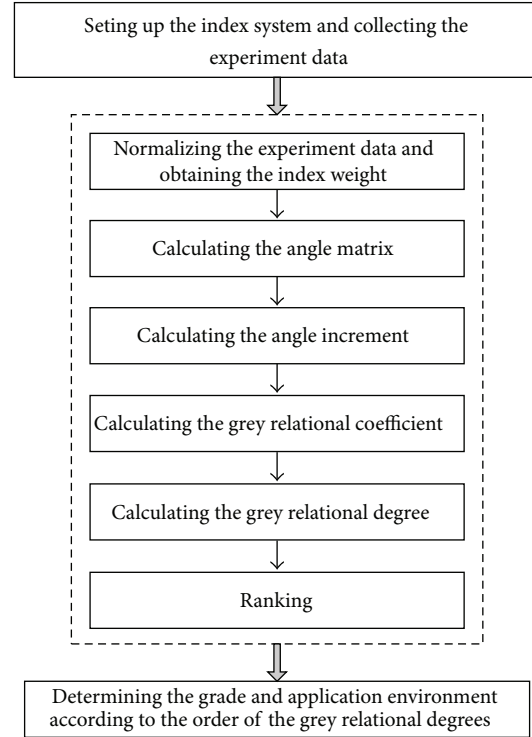 Seting up the index system and collecting the
experiment data
Normalizing the experiment data and
obtaining the index weight
Calculating the angle matrix
Calculating the angle increment
Calculating the grey relational coefficient
Calculating the grey relational degree
Ranking
Determining the grade and application environment
according to the order of the grey relational degrees